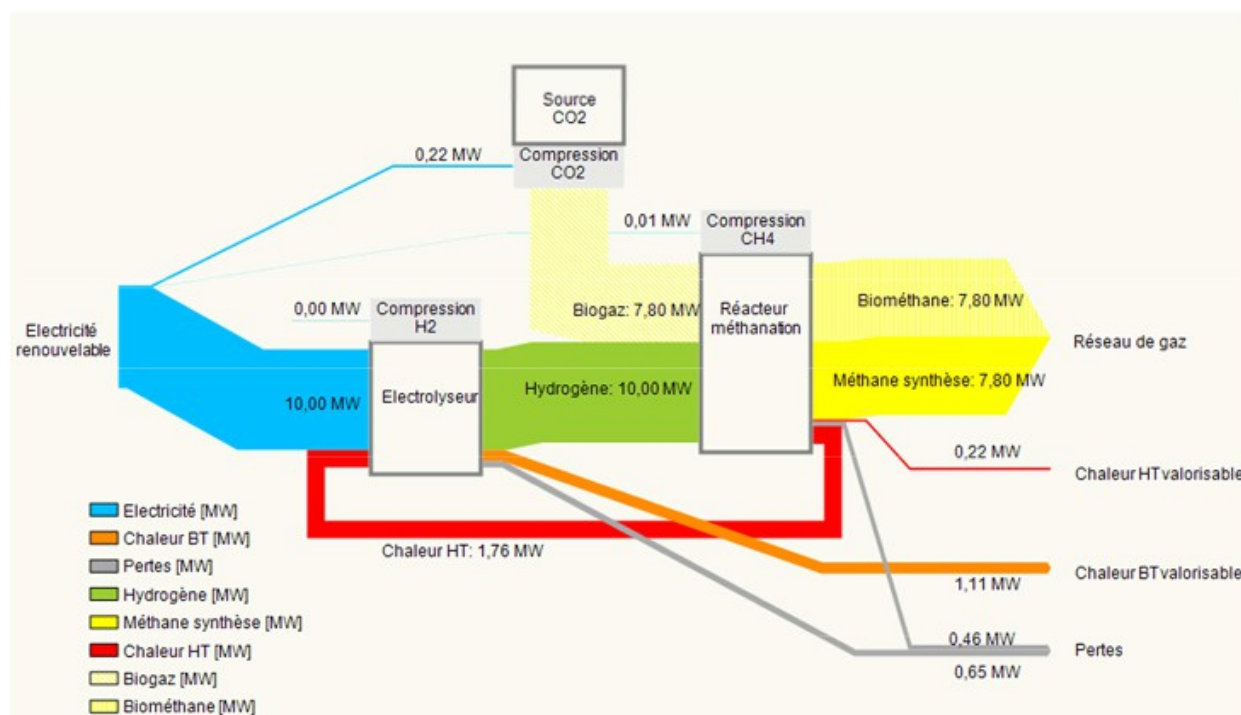 Source
CO2
0,22 MW
Compression
CO2
0,01 MW
Compression
CH4
0,00 MW
Compression
H2
Biogaz: 7,80 MW
Réacteur
méthanation
Biométhane: 7,80 MW
Electricité
renouvelable
Réseau de gaz
10,00 MW
Electrolyseur
Hydrogène: 10,00 MW
Méthane synthèse: 7,80 MW
0,22 MW
Chaleur HT valorisable
Chaleur HT: 1,76 MW
Chaleur BT valorisable
1,11 MW
0,46 MW
Pertes
0,65 MW
Electricité [MW]
Chaleur BT [MW]
Pertes [MW]
Hydrogène [MW]
Méthane synthèse [MW]
Chaleur HT [MW]
Biogaz [MW]
Biométhane [MW]